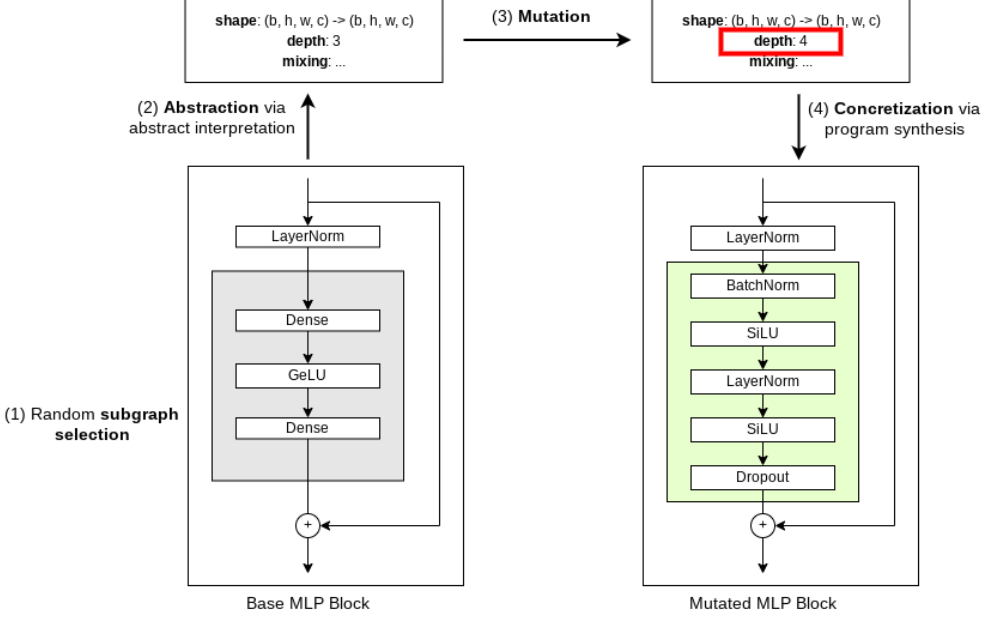 shape: (b, h, w, c) -> (b, h, w, c)
depth: 3
mixing: ...
(3) Mutation
shape: (b, h, w, c) -> (b, h, w, c)
depth: 4
mixing: ...
(2) Abstraction via
abstract interpretation
(4) Concretization via
program synthesis
(1) Random subgraph
selection
LayerNorm
Dense
GeLU
Dense
+
Base MLP Block
LayerNorm
BatchNorm
SiLU
LayerNorm
SiLU
Dropout
+
Mutated MLP Block